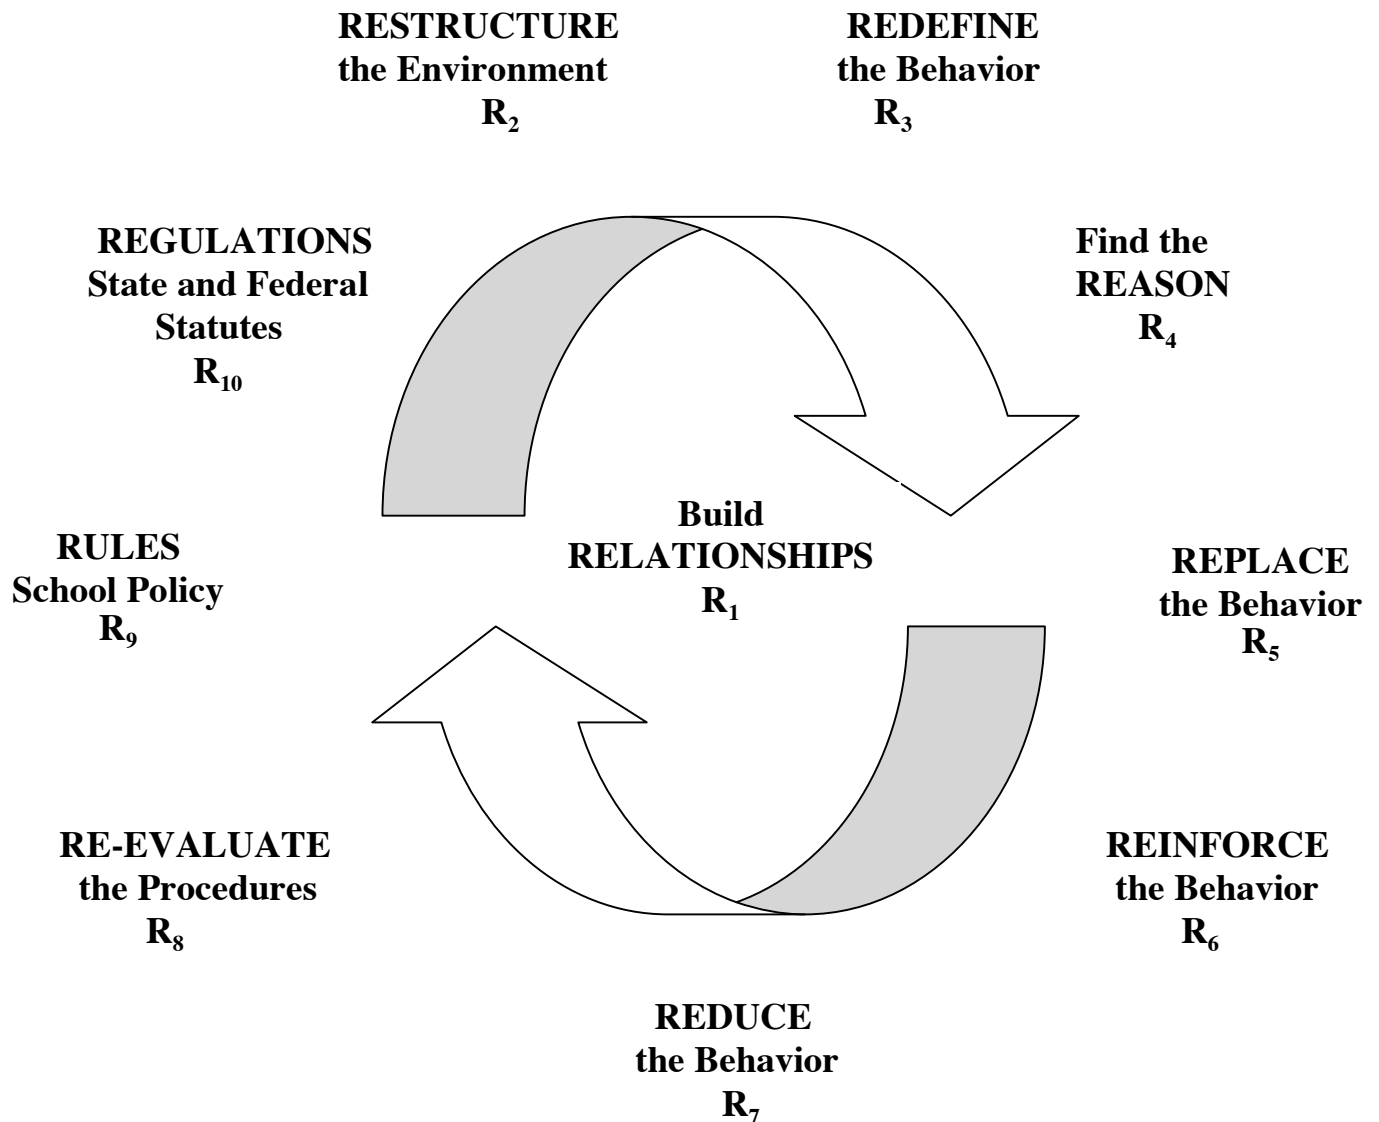 RESTRUCTURE
the Environment
R₂
REDEFINE
the Behavior
R₃
REGULATIONS
State and Federal
Statutes
R₁₀
Find the
REASON
R₄
Build
RELATIONSHIPS
R₁
RULES
School Policy
R₉
REPLACE
the Behavior
R₅
RE-EVALUATE
the Procedures
R₈
REINFORCE
the Behavior
R₆
REDUCE
the Behavior
R₇